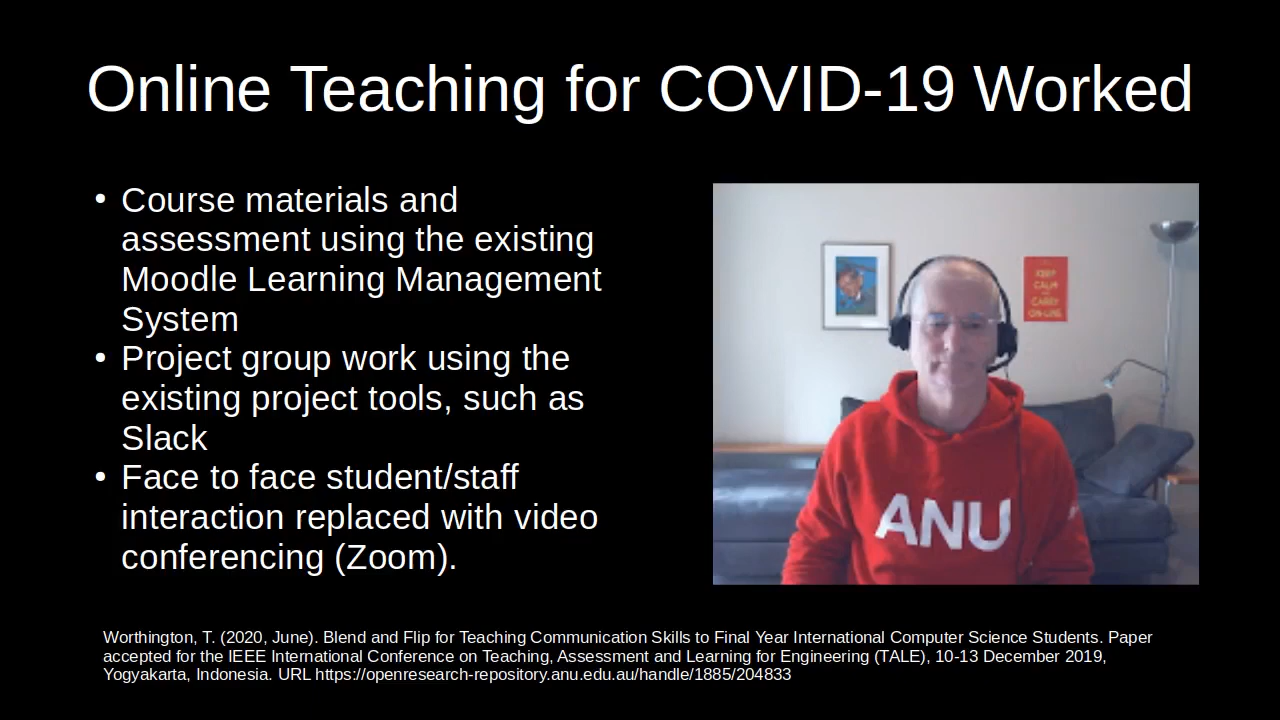 Online Teaching for COVID-19 Worked
• Course materials and
assessment using the existing
Moodle Learning Management
System
• Project group work using the
existing project tools, such as
Slack
• Face to face student/staff
interaction replaced with video
conferencing (Zoom).
KEEP
CALM
AND
CARRY
ON-LINE
ANU
Worthington, T. (2020, June). Blend and Flip for Teaching Communication Skills to Final Year International Computer Science Students. Paper
accepted for the IEEE International Conference on Teaching, Assessment and Learning for Engineering (TALE), 10-13 December 2019,
Yogyakarta, Indonesia. URL https://openresearch-repository.anu.edu.au/handle/1885/204833